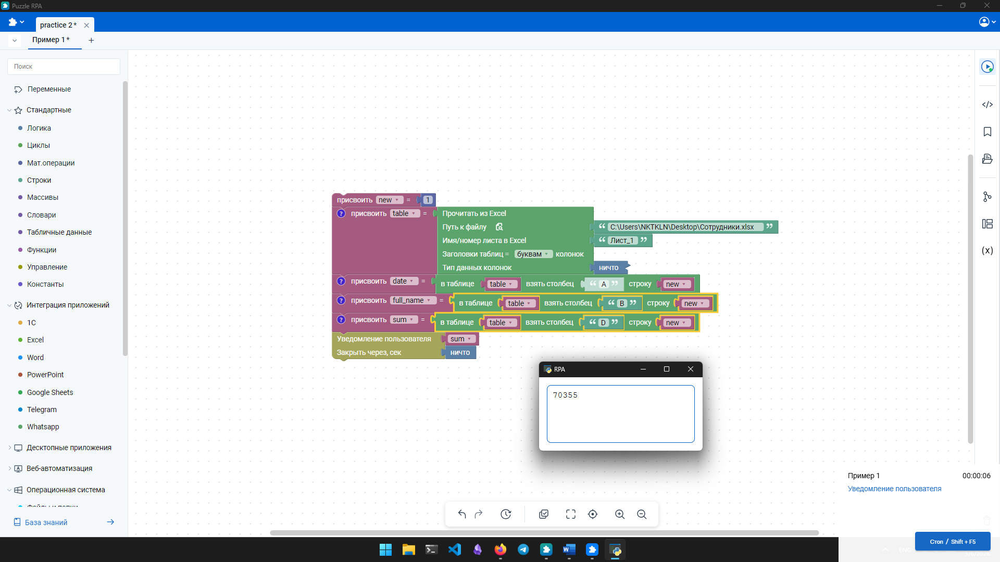 Puzzle RPA
practice 2*
Пример 1*
Поиск
Переменные
Стандартные
Логика
Циклы
Мат.операции
Строки
Массивы
Словари
Табличные данные
Функции
Управление
Константы
Интеграция приложений
1С
Excel
Word
PowerPoint
Google Sheets
Telegram
Whatsapp
Десктопные приложения
Веб-автоматизация
Операционная система
Файлы и папки
База знаний
присвоить new = 1
? присвоить table = Прочитать из Excel
Путь к файлу “ C:\Users\NKTKLN\Desktop\Сотрудники.xlsx ”
Имя/номер листа в Excel “ Лист_1 ”
Заголовки таблиц = буквам колонок
Тип данных колонок ничто
? присвоить date = в таблице table взять столбец “ A ” строку new
? присвоить full_name = в таблице table взять столбец “ B ” строку new
? присвоить sum = в таблице table взять столбец “ D ” строку new
Уведомление пользователя sum
Закрыть через, сек ничто
RPA
70355
</>
(x)
Пример 1 00:00:06
Уведомление пользователя
Стоп / Shift + F5
ENG